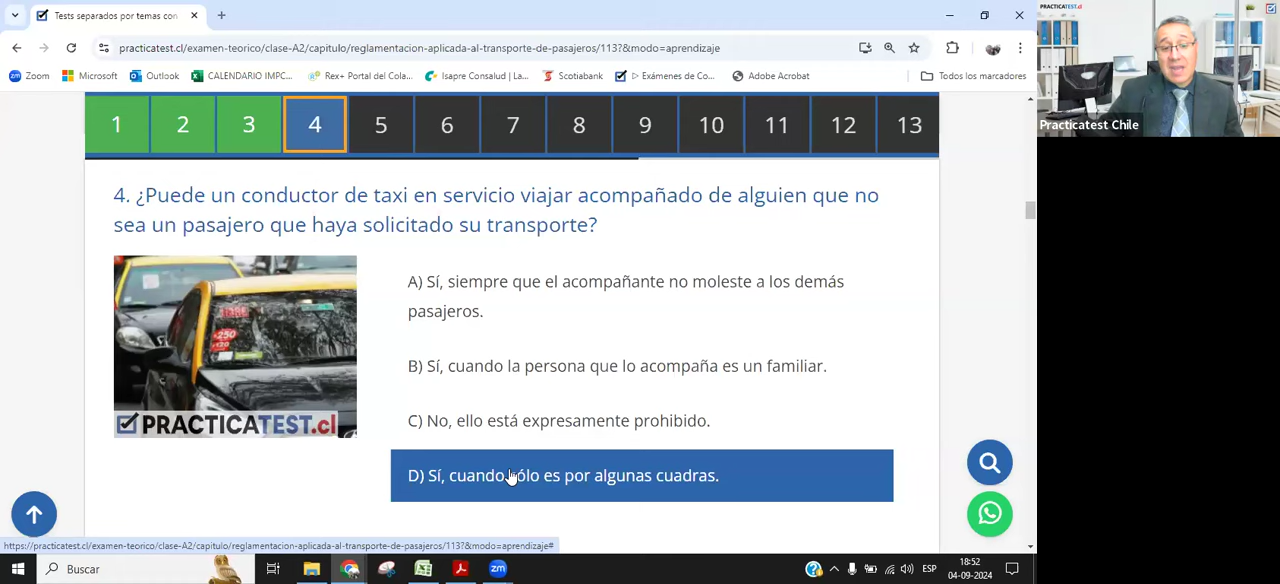 Tests separados por temas con
practicatest.cl/examen-teorico/clase-A2/capitulo/reglamentacion-aplicada-al-transporte-de-pasajeros/113?&modo=aprendizaje
Zoom
Microsoft
Outlook
CALENDARIO IMPC...
Rex+ Portal del Cola...
Isapre Consalud | La...
Scotiabank
▷ Exámenes de Co...
Adobe Acrobat
Todos los marcadores
PRACTICATEST.cl
Practicatest Chile
1 2 3 4 5 6 7 8 9 10 11 12 13
4. ¿Puede un conductor de taxi en servicio viajar acompañado de alguien que no
sea un pasajero que haya solicitado su transporte?
250
PRACTICATEST.cl
A) Sí, siempre que el acompañante no moleste a los demás
pasajeros.
B) Sí, cuando la persona que lo acompaña es un familiar.
C) No, ello está expresamente prohibido.
D) Sí, cuando sólo es por algunas cuadras.
https://practicatest.cl/examen-teorico/clase-A2/capitulo/reglamentacion-aplicada-al-transporte-de-pasajeros/113?&modo=aprendizaje#
Buscar
zm
ESP
18:52
04-09-2024